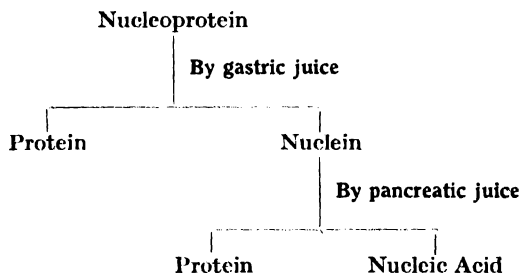 Nucleoprotein
By gastric juice
Protein Nuclein
By pancreatic juice
Protein Nucleic Acid